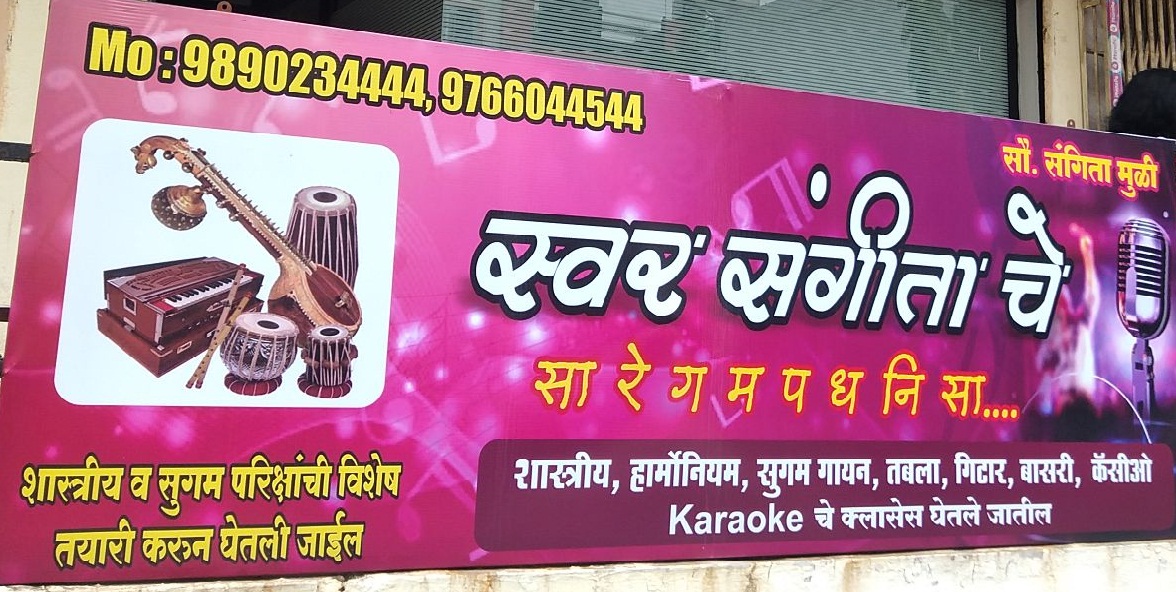 Mo : 9890234444, 9766044544
सौ. संगिता मुळी
स्वर संगीता चे
सा रे ग म प ध नि सा....
शास्त्रीय व सुगम परिक्षांची विशेष
तयारी करुन घेतली जाईल
शास्त्रीय, हार्मोनियम, सुगम गायन, तबला, गिटार, बासरी, कॅसीओ
Karaoke चे क्लासेस घेतले जातील